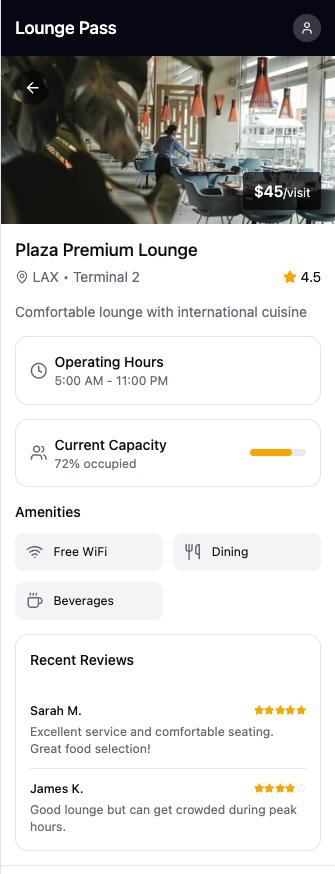 Lounge Pass
$45/visit
Plaza Premium Lounge
LAX • Terminal 2
4.5
Comfortable lounge with international cuisine
Operating Hours
5:00 AM - 11:00 PM
Current Capacity
72% occupied
Amenities
Free WiFi
Dining
Beverages
Recent Reviews
Sarah M.
Excellent service and comfortable seating.
Great food selection!
James K.
Good lounge but can get crowded during peak
hours.